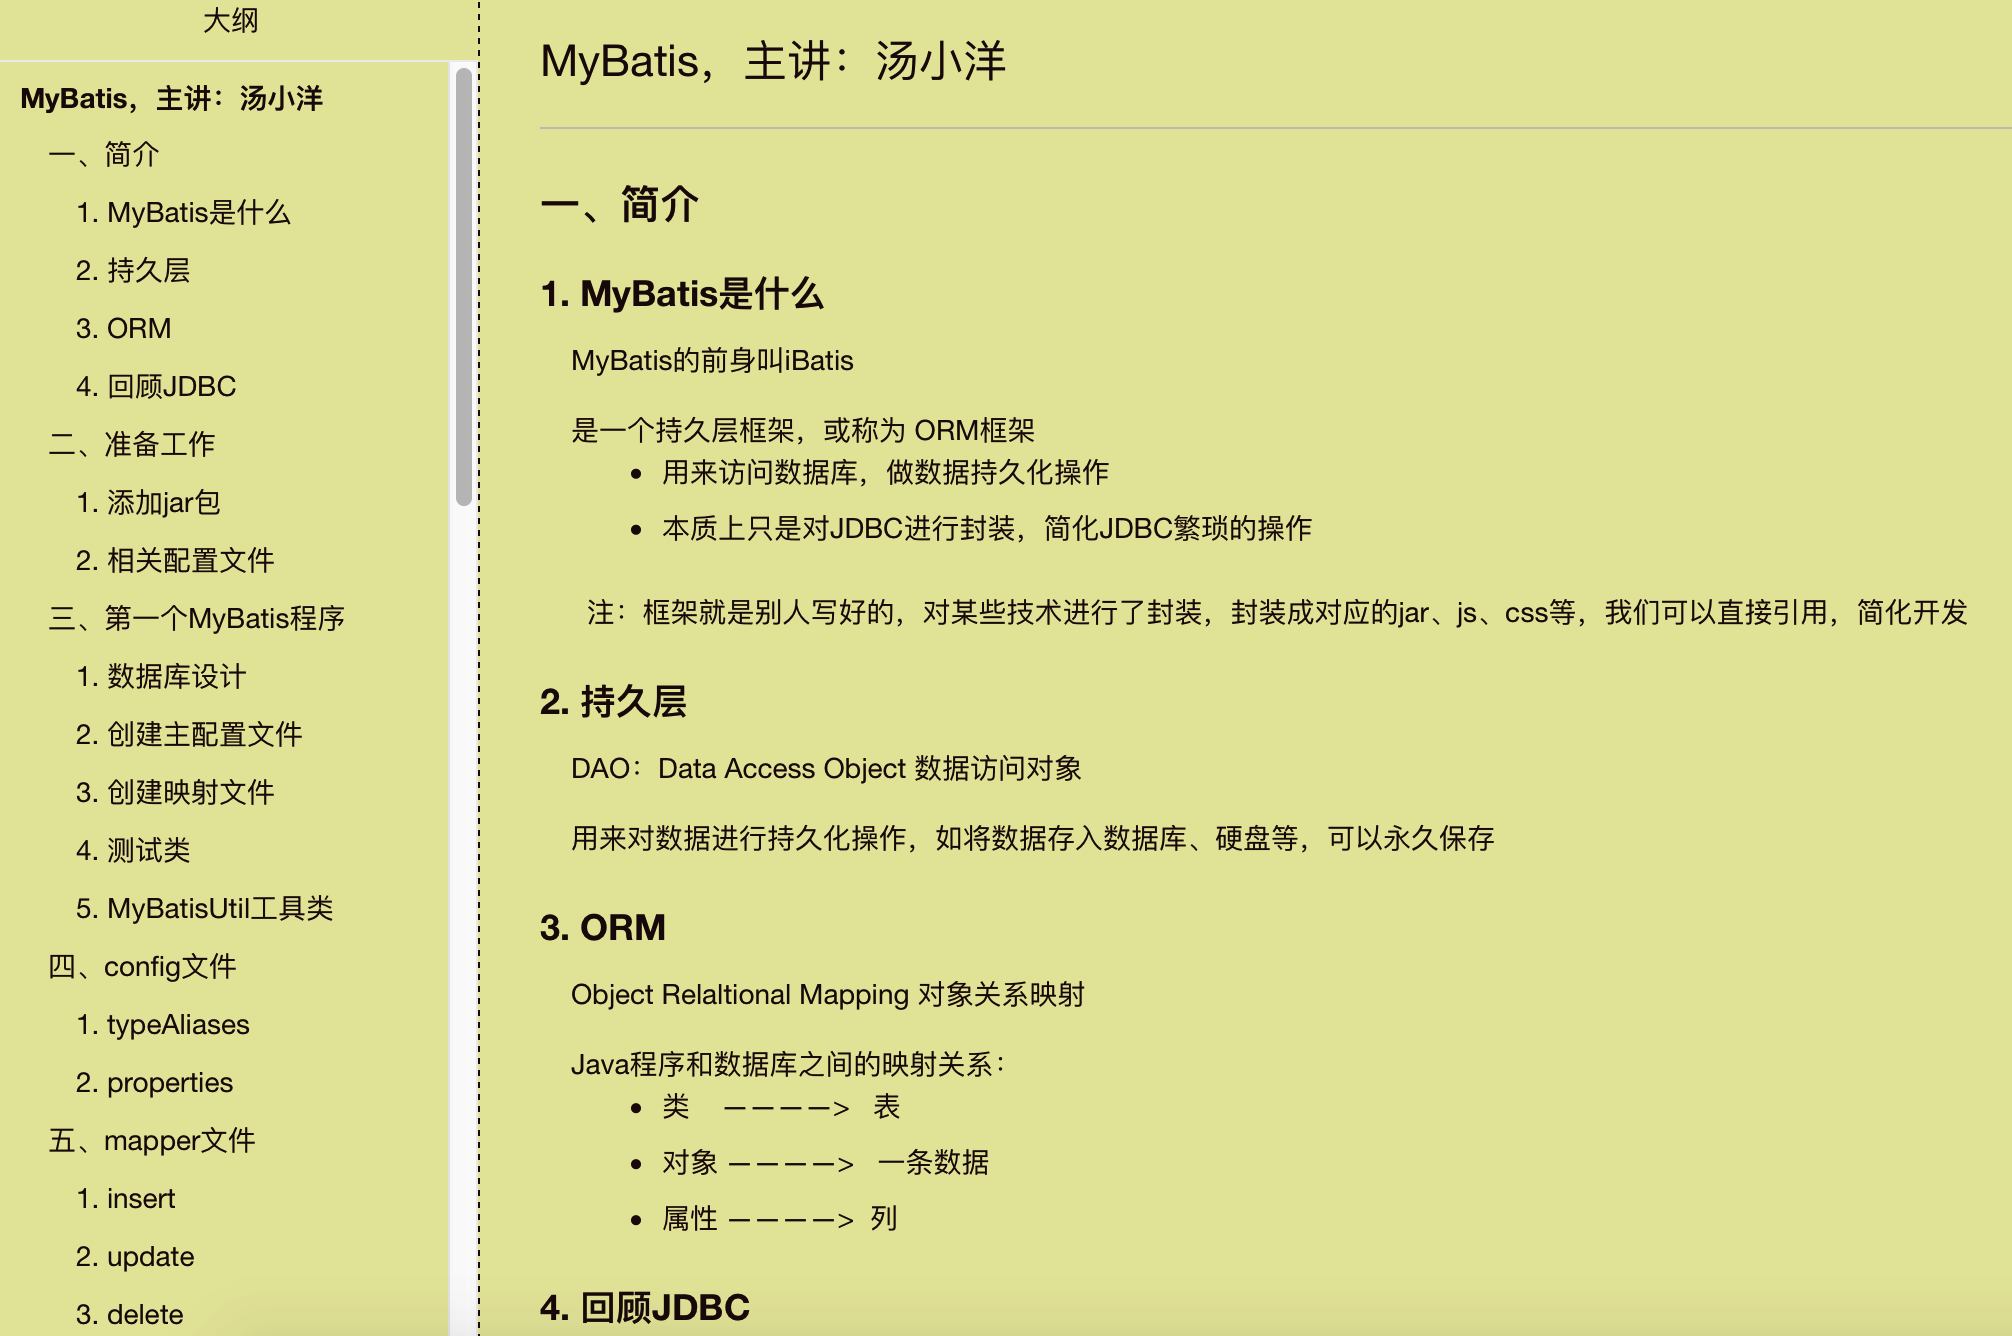 大纲
MyBatis，主讲：汤小洋
一、简介
1. MyBatis是什么
2. 持久层
3. ORM
4. 回顾JDBC
二、准备工作
1. 添加jar包
2. 相关配置文件
三、第一个MyBatis程序
1. 数据库设计
2. 创建主配置文件
3. 创建映射文件
4. 测试类
5. MyBatisUtil工具类
四、config文件
1. typeAliases
2. properties
五、mapper文件
1. insert
2. update
3. delete
MyBatis，主讲：汤小洋
一、简介
1. MyBatis是什么
MyBatis的前身叫iBatis
是一个持久层框架，或称为 ORM框架
• 用来访问数据库，做数据持久化操作
• 本质上只是对JDBC进行封装，简化JDBC繁琐的操作
注：框架就是别人写好的，对某些技术进行了封装，封装成对应的jar、js、css等，我们可以直接引用，简化开发
2. 持久层
DAO：Data Access Object 数据访问对象
用来对数据进行持久化操作，如将数据存入数据库、硬盘等，可以永久保存
3. ORM
Object Relaltional Mapping 对象关系映射
Java程序和数据库之间的映射关系：
• 类 ————> 表
• 对象 ————> 一条数据
• 属性 ————> 列
4. 回顾JDBC